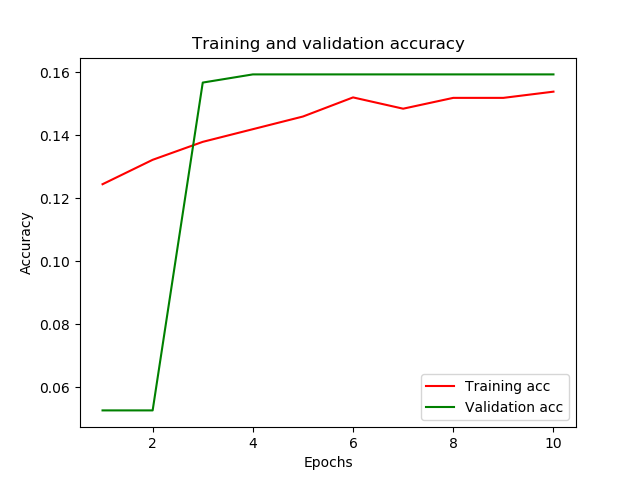 Training and validation accuracy
0.16
0.14
0.12
0.10
0.08
0.06
Accuracy
Training acc
Validation acc
2 4 6 8 10
Epochs